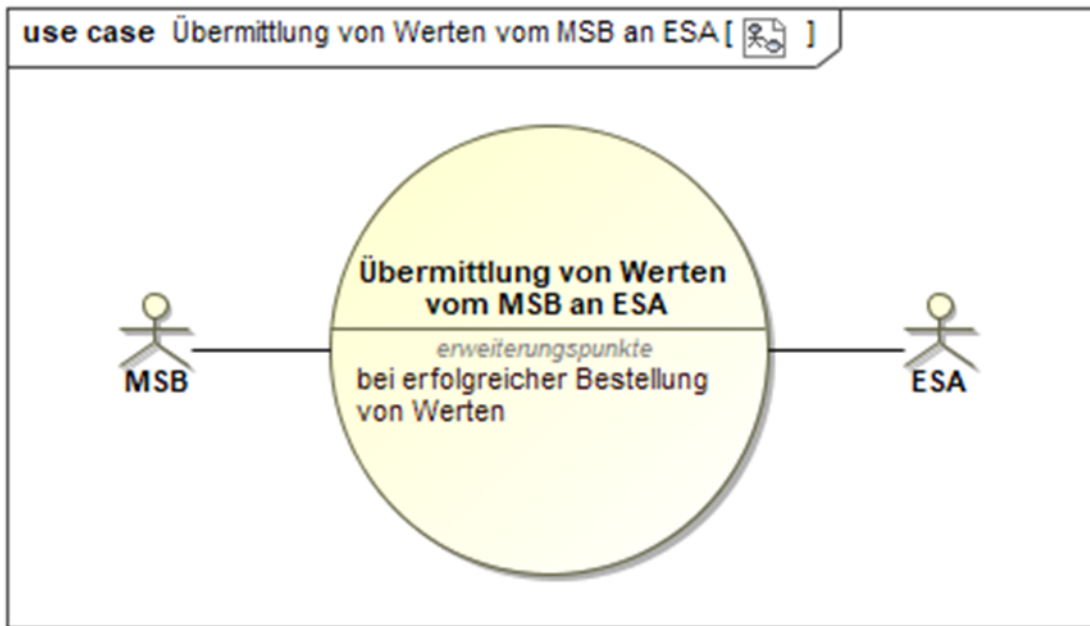 use case Übermittlung von Werten vom MSB an ESA [ ]
Übermittlung von Werten
vom MSB an ESA
erweiterungspunkte
bei erfolgreicher Bestellung
von Werten
MSB
ESA